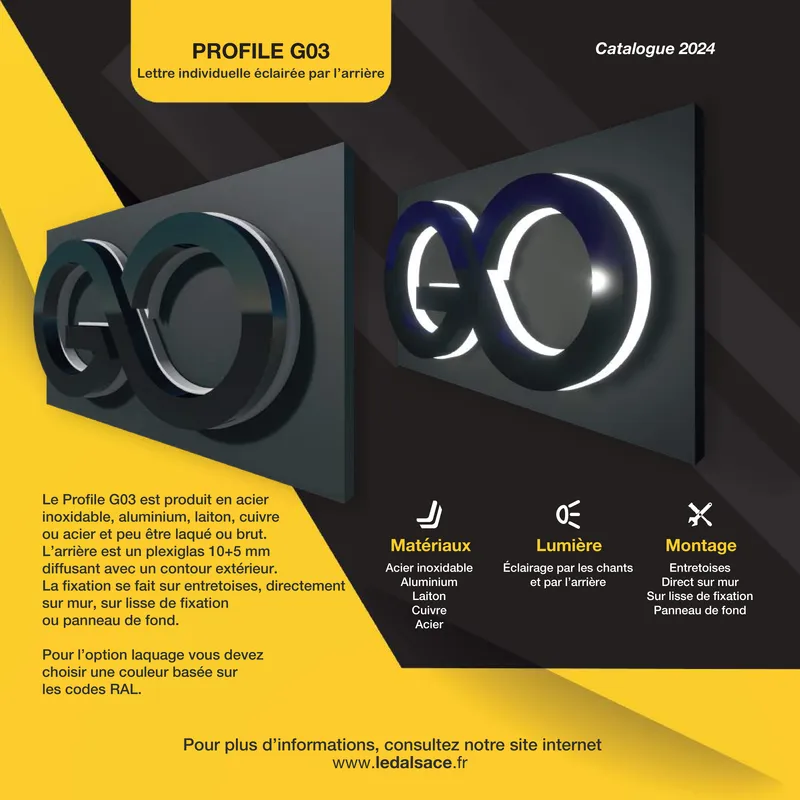 PROFILE G03
Lettre individuelle éclairée par l'arrière
Catalogue 2024
GO
GO
Le Profile G03 est produit en acier
inoxidable, aluminium, laiton, cuivre
ou acier et peu être laqué ou brut.
L'arrière est un plexiglas 10+5 mm
diffusant avec un contour extérieur.
La fixation se fait sur entretoises, directement
sur mur, sur lisse de fixation
ou panneau de fond.
Pour l'option laquage vous devez
choisir une couleur basée sur
les codes RAL.
Matériaux
Acier inoxidable
Aluminium
Laiton
Cuivre
Acier
Lumière
Éclairage par les chants
et par l'arrière
Montage
Entretoises
Direct sur mur
Sur lisse de fixation
Panneau de fond
Pour plus d'informations, consultez notre site internet
www.ledalsace.fr